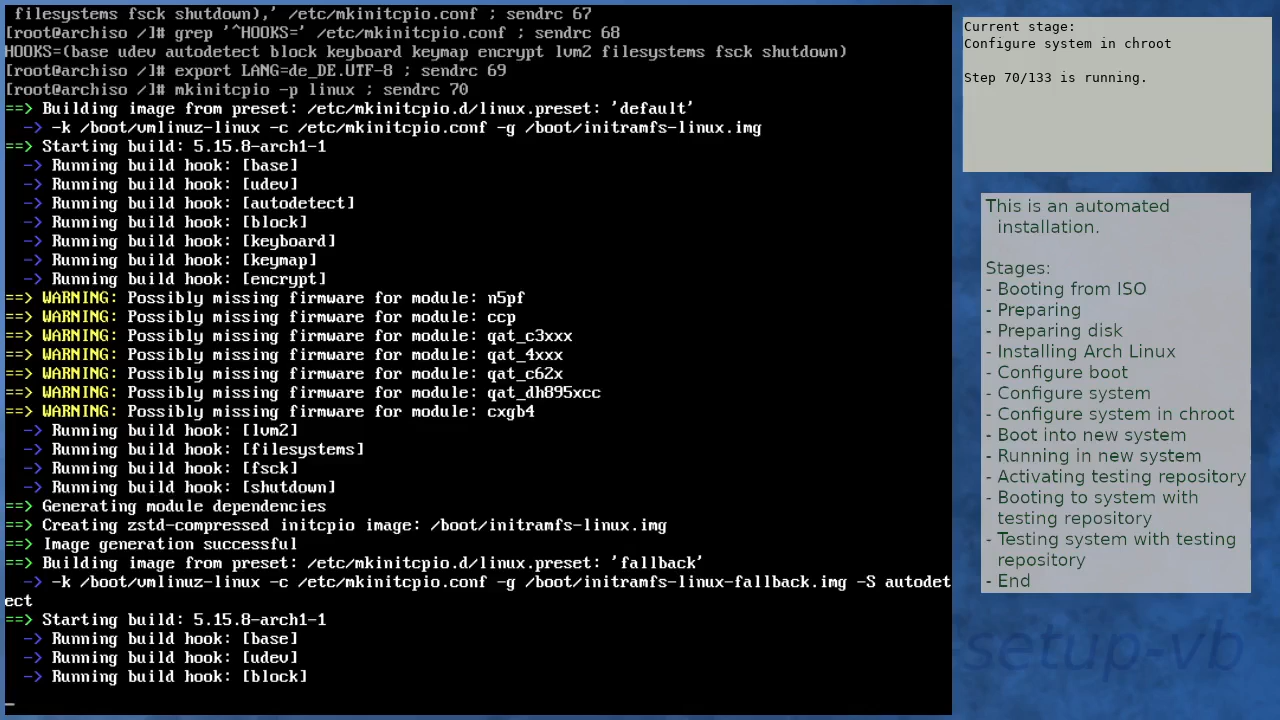 filesystems fsck shutdown),' /etc/mkinitcpio.conf ; sendrc 67
[root@archiso /]# grep '^HOOKS=' /etc/mkinitcpio.conf ; sendrc 68
HOOKS=(base udev autodetect block keyboard keymap encrypt lvm2 filesystems fsck shutdown)
[root@archiso /]# export LANG=de_DE.UTF-8 ; sendrc 69
[root@archiso /]# mkinitcpio -p linux ; sendrc 70
==> Building image from preset: /etc/mkinitcpio.d/linux.preset: 'default'
  -> -k /boot/vmlinuz-linux -c /etc/mkinitcpio.conf -g /boot/initramfs-linux.img
==> Starting build: 5.15.8-arch1-1
  -> Running build hook: [base]
  -> Running build hook: [udev]
  -> Running build hook: [autodetect]
  -> Running build hook: [block]
  -> Running build hook: [keyboard]
  -> Running build hook: [keymap]
  -> Running build hook: [encrypt]
==> WARNING: Possibly missing firmware for module: n5pf
==> WARNING: Possibly missing firmware for module: ccp
==> WARNING: Possibly missing firmware for module: qat_c3xxx
==> WARNING: Possibly missing firmware for module: qat_4xxx
==> WARNING: Possibly missing firmware for module: qat_c62x
==> WARNING: Possibly missing firmware for module: qat_dh895xcc
==> WARNING: Possibly missing firmware for module: cxgb4
  -> Running build hook: [lvm2]
  -> Running build hook: [filesystems]
  -> Running build hook: [fsck]
  -> Running build hook: [shutdown]
==> Generating module dependencies
==> Creating zstd-compressed initcpio image: /boot/initramfs-linux.img
==> Image generation successful
==> Building image from preset: /etc/mkinitcpio.d/linux.preset: 'fallback'
  -> -k /boot/vmlinuz-linux -c /etc/mkinitcpio.conf -g /boot/initramfs-linux-fallback.img -S autodet
ect
==> Starting build: 5.15.8-arch1-1
  -> Running build hook: [base]
  -> Running build hook: [udev]
  -> Running build hook: [block]
Current stage:
Configure system in chroot
Step 70/133 is running.
This is an automated
installation.
Stages:
- Booting from ISO
- Preparing
- Preparing disk
- Installing Arch Linux
- Configure boot
- Configure system
- Configure system in chroot
- Boot into new system
- Running in new system
- Activating testing repository
- Booting to system with
testing repository
- Testing system with testing
repository
- End
-setup-vb